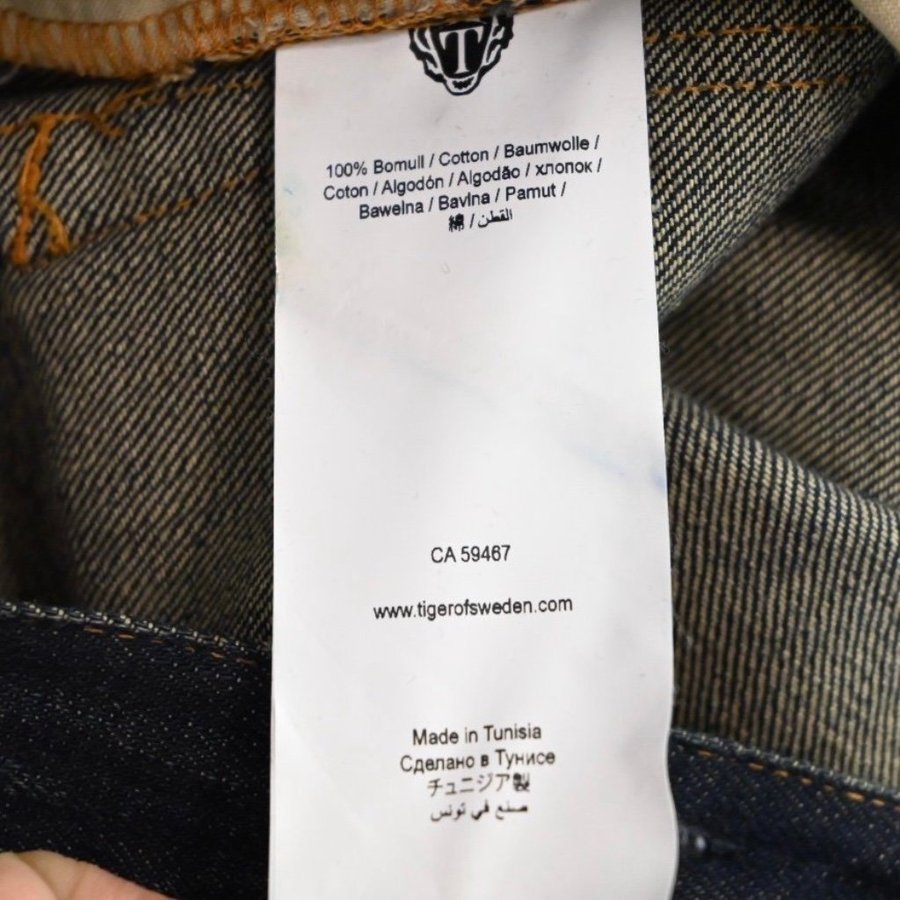 T
100% Bomull / Cotton / Baumwolle /
Coton / Algodón / Algodão / хлопок /
Bawelna / Bavlna / Pamut /
綿 / القطن
CA 59467
www.tigerofsweden.com
Made in Tunisia
Сделано в Тунисе
チュニジア製
صنع في تونس